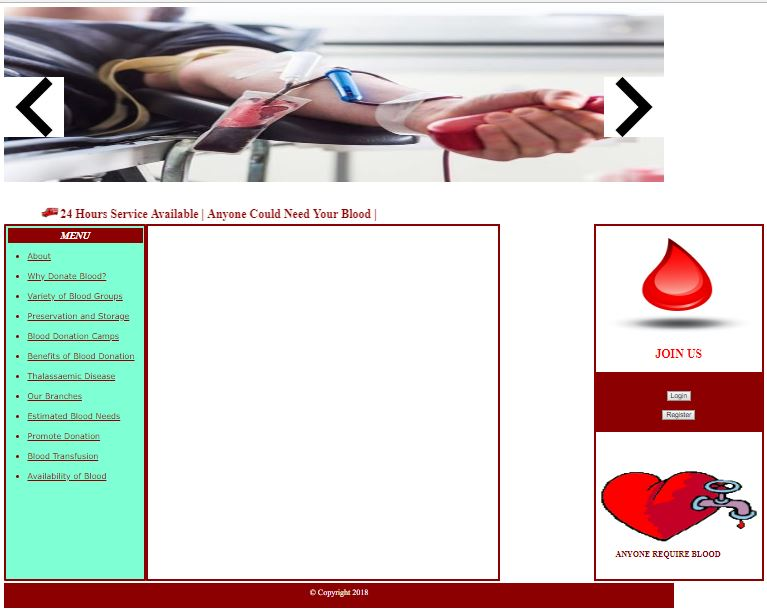 24 Hours Service Available | Anyone Could Need Your Blood |
MENU
About
Why Donate Blood?
Variety of Blood Groups
Preservation and Storage
Blood Donation Camps
Benefits of Blood Donation
Thalassaemic Disease
Our Branches
Estimated Blood Needs
Promote Donation
Blood Transfusion
Availability of Blood
JOIN US
Login
Register
ANYONE REQUIRE BLOOD
© Copyright 2018